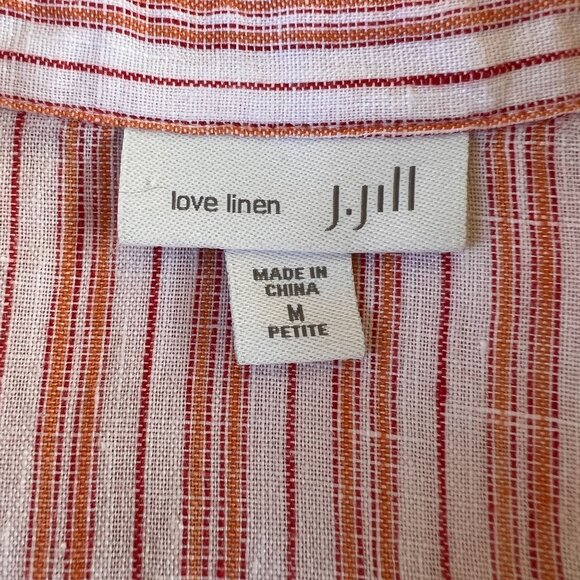 love linen J.Jill
MADE IN
CHINA
M
PETITE